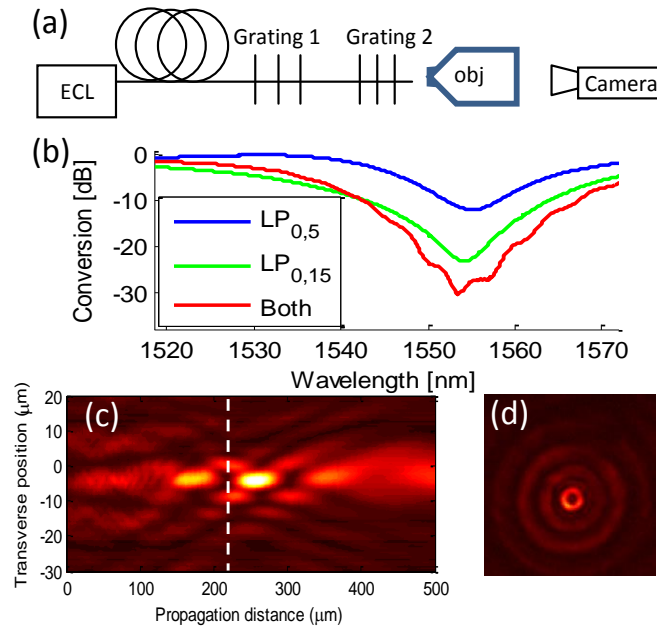 (a)
Grating 1 Grating 2
ECL
obj
Camera
(b)
Conversion [dB]
0
-10
-20
-30
LP0,5
LP0,15
Both
1520 1530 1540 1550 1560 1570
Wavelength [nm]
(c)
Transverse position (μm)
20
10
0
-10
-20
-30
0 100 200 300 400 500
Propagation distance (μm)
(d)